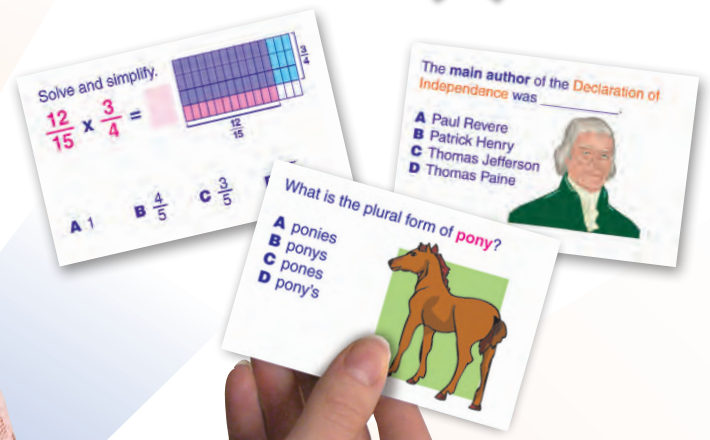 Solve and simplify.
12/15 x 3/4 =
3/4
12/15
A 1
B 4/5
C 3/5
The main author of the Declaration of
Independence was ________.
A Paul Revere
B Patrick Henry
C Thomas Jefferson
D Thomas Paine
What is the plural form of pony?
A ponies
B ponys
C pones
D pony's